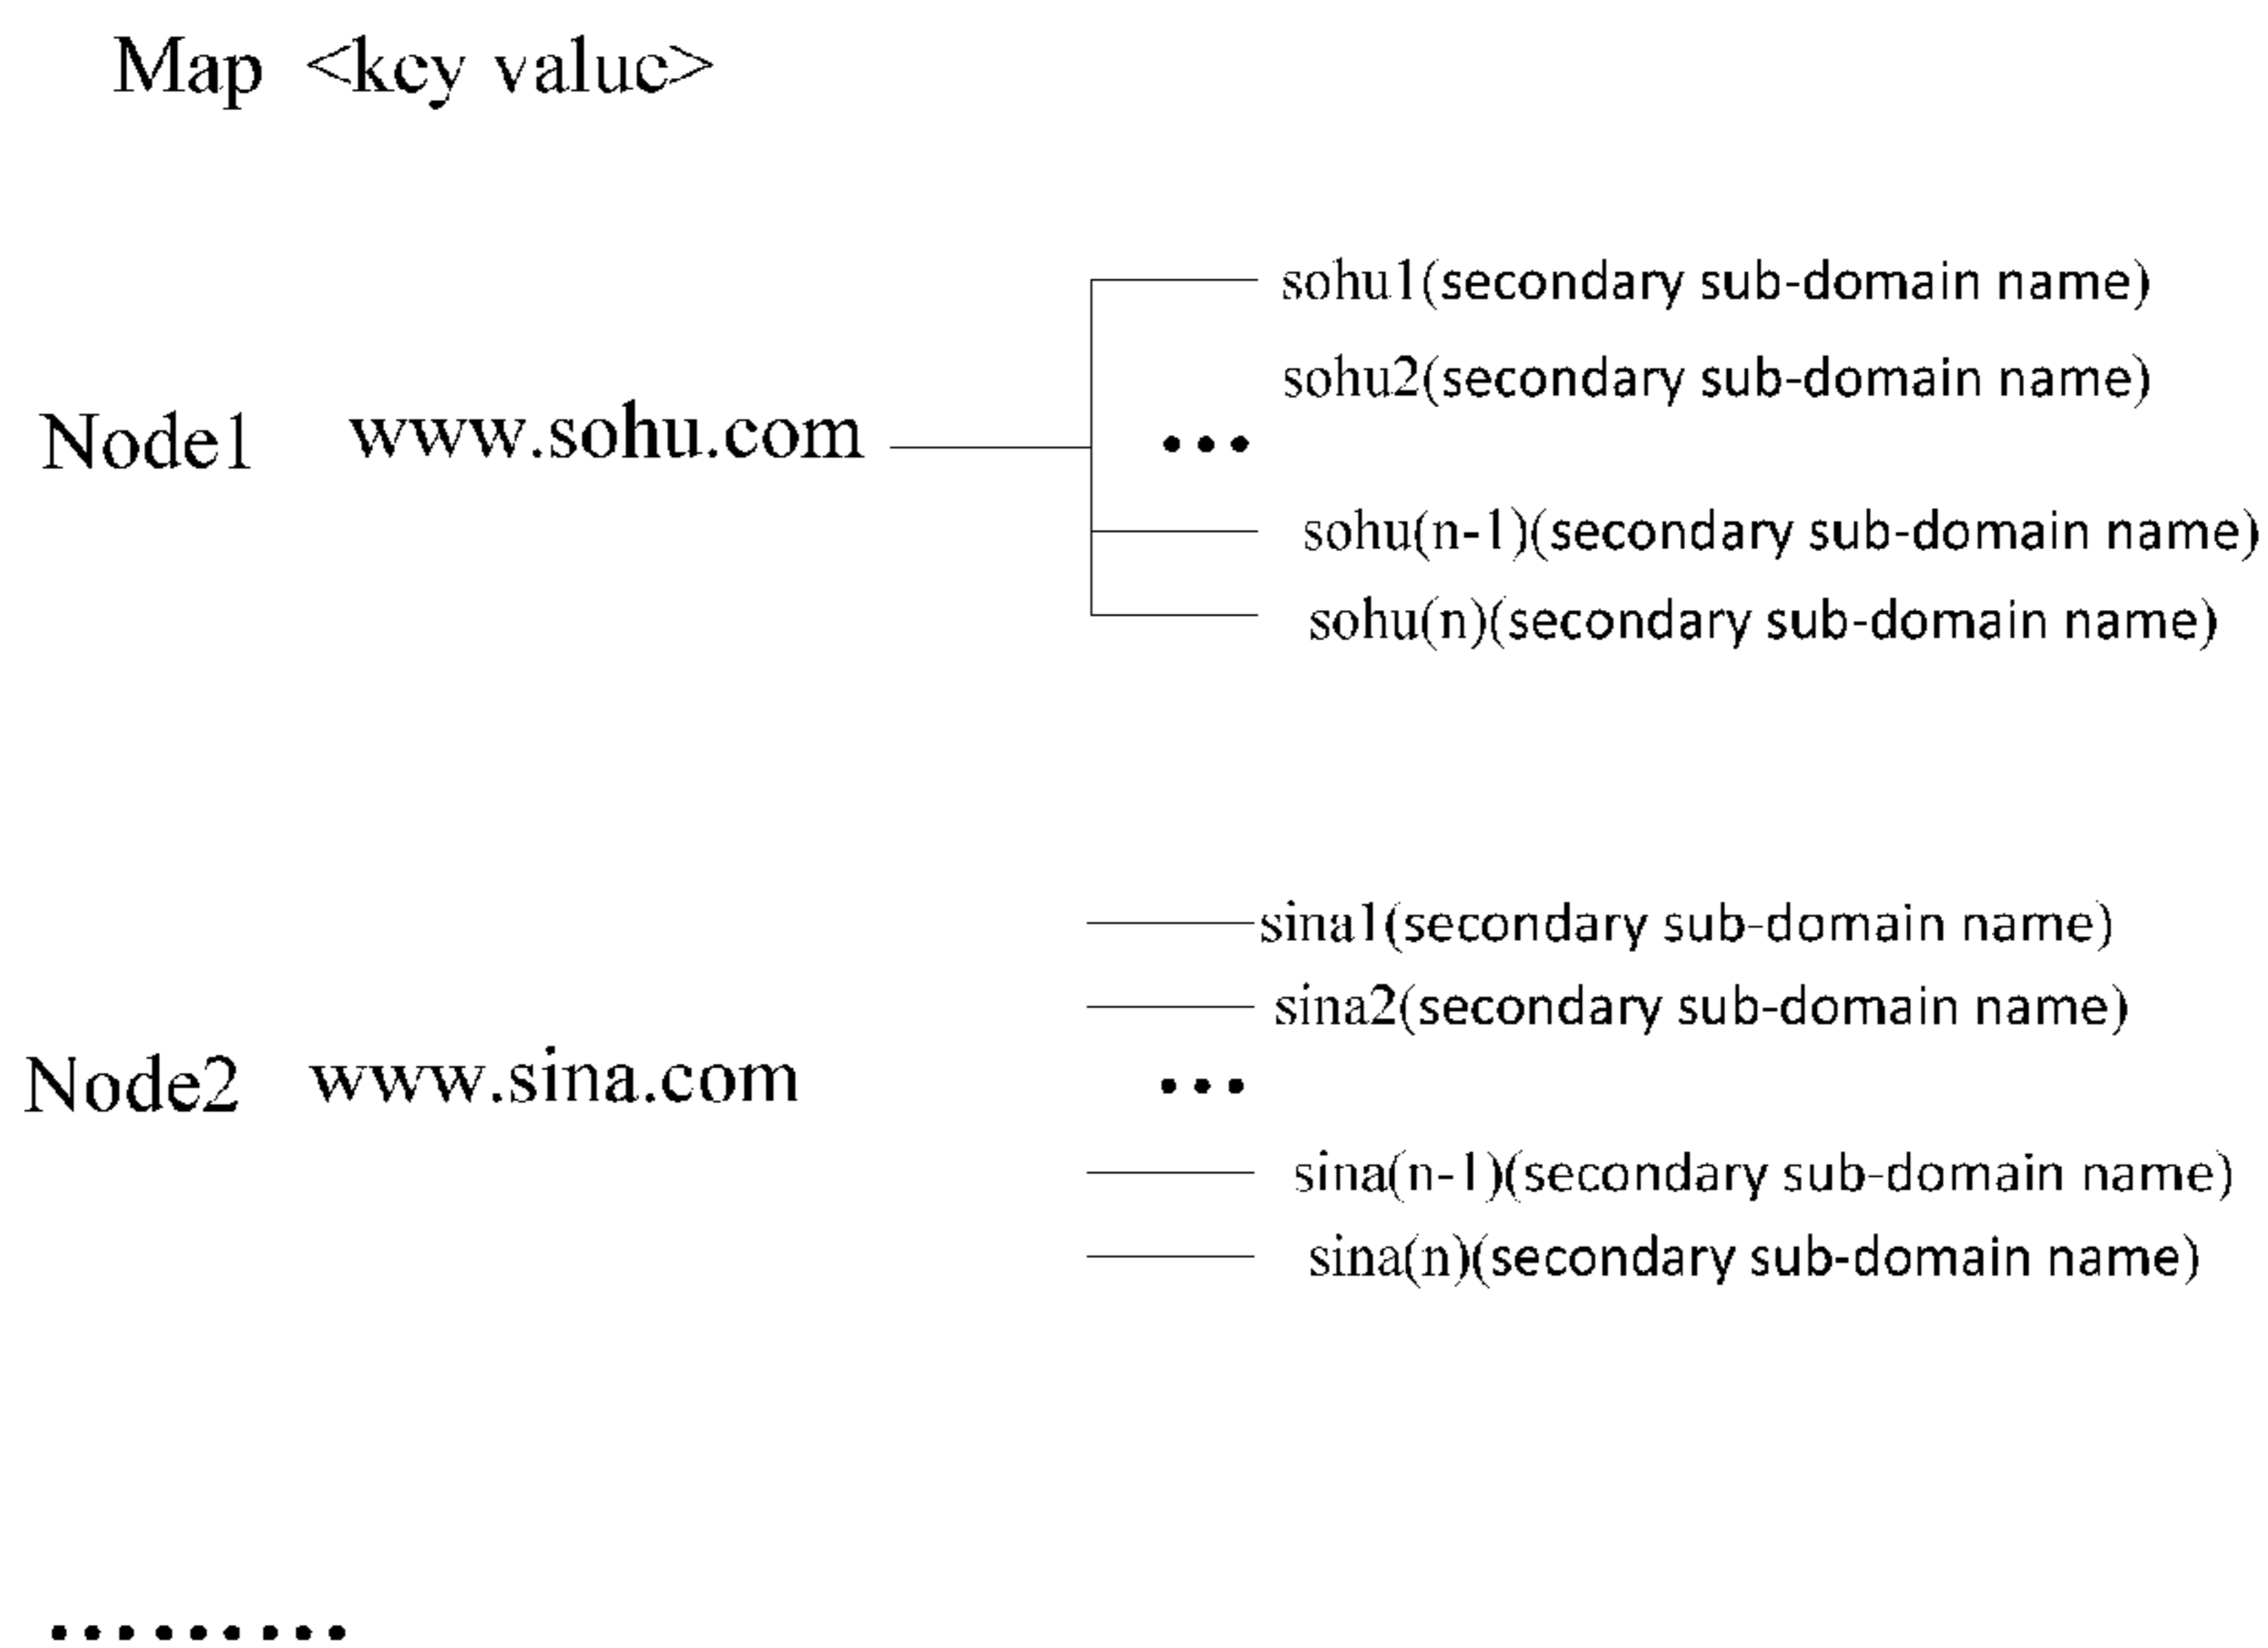 Map <key value>
sohu1(secondary sub-domain name)
sohu2(secondary sub-domain name)
Node1 www.sohu.com ...
sohu(n-1)(secondary sub-domain name)
sohu(n)(secondary sub-domain name)
sina1(secondary sub-domain name)
sina2(secondary sub-domain name)
Node2 www.sina.com ...
sina(n-1)(secondary sub-domain name)
sina(n)(secondary sub-domain name)
.........